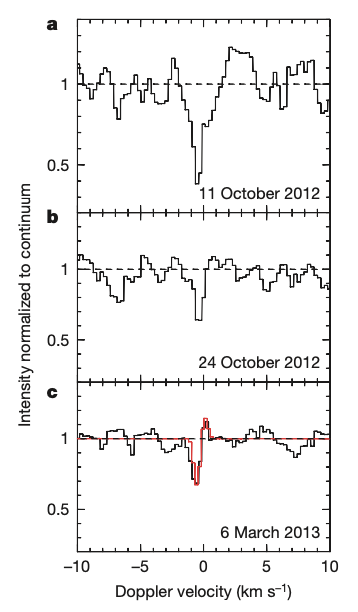 a
1
0.5
11 October 2012
b
1
0.5
24 October 2012
c
1
0.5
6 March 2013
Intensity normalized to continuum
−10 −5 0 5 10
Doppler velocity (km s⁻¹)